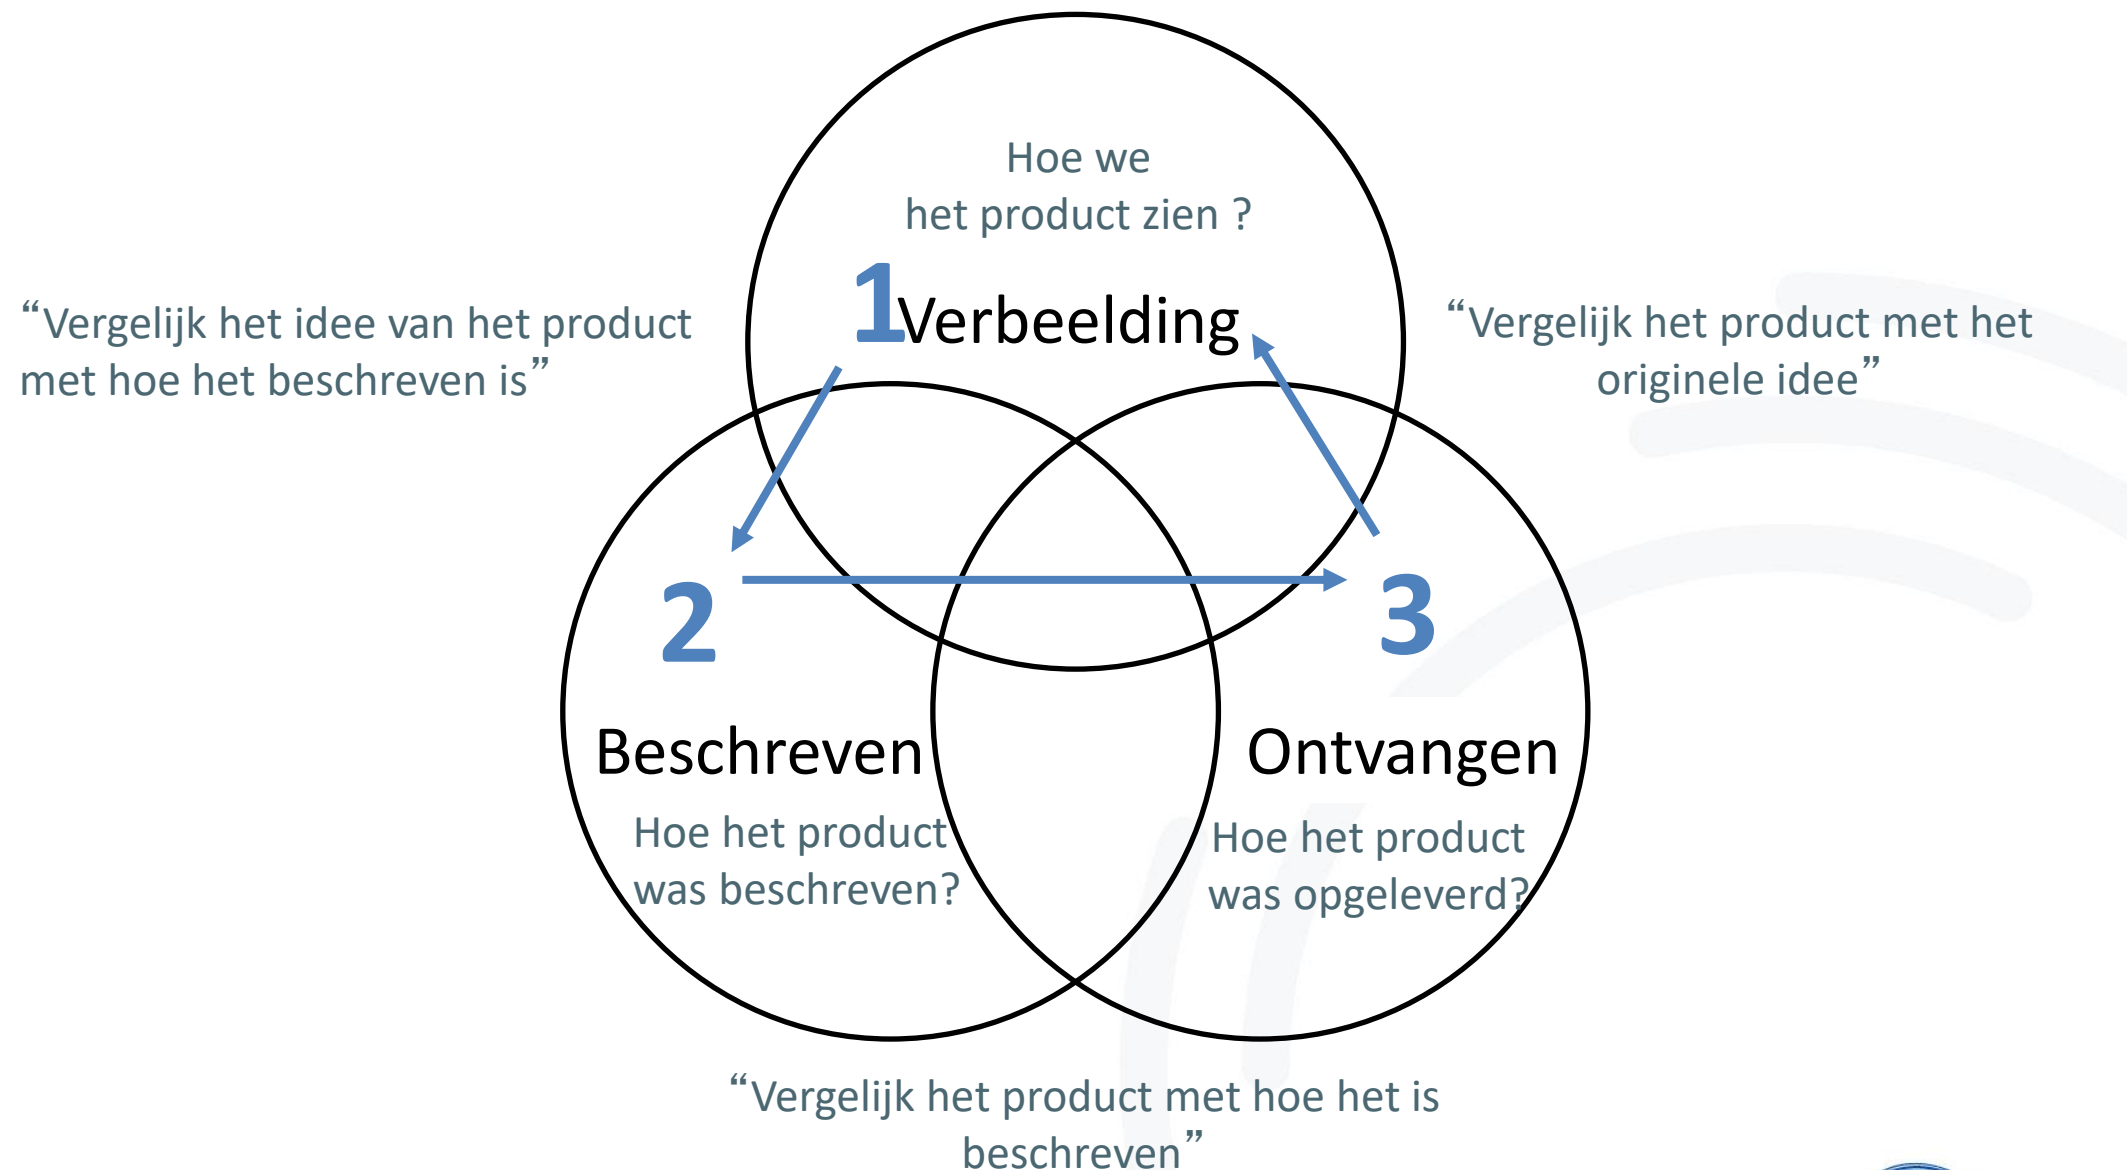 Hoe we
het product zien ?
1
Verbeelding
“Vergelijk het idee van het product
met hoe het beschreven is”
“Vergelijk het product met het
originele idee”
2
3
Beschreven
Hoe het product
was beschreven?
Ontvangen
Hoe het product
was opgeleverd?
“Vergelijk het product met hoe het is
beschreven”